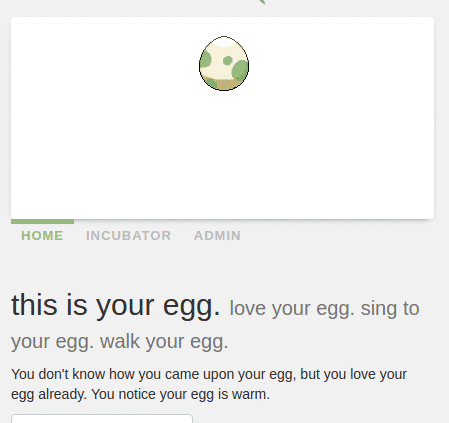 HOME INCUBATOR ADMIN
this is your egg. love your egg. sing to
your egg. walk your egg.
You don't know how you came upon your egg, but you love your
egg already. You notice your egg is warm.